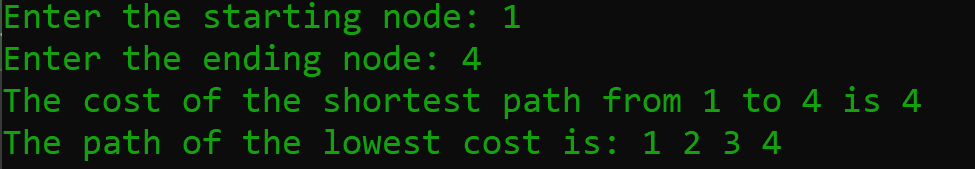 Enter the starting node: 1
Enter the ending node: 4
The cost of the shortest path from 1 to 4 is 4
The path of the lowest cost is: 1 2 3 4